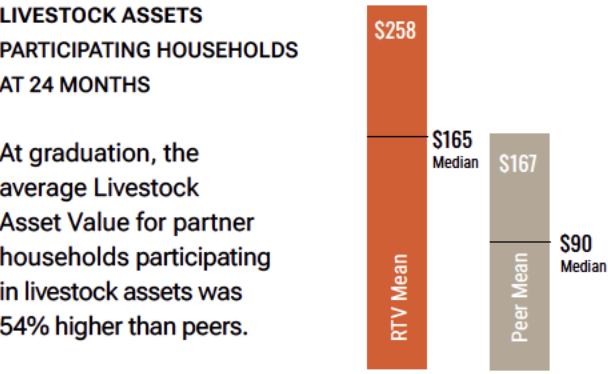 LIVESTOCK ASSETS
PARTICIPATING HOUSEHOLDS
AT 24 MONTHS
At graduation, the
average Livestock
Asset Value for partner
households participating
in livestock assets was
54% higher than peers.
$258
$165
Median
RTV Mean
$167
$90
Median
Peer Mean